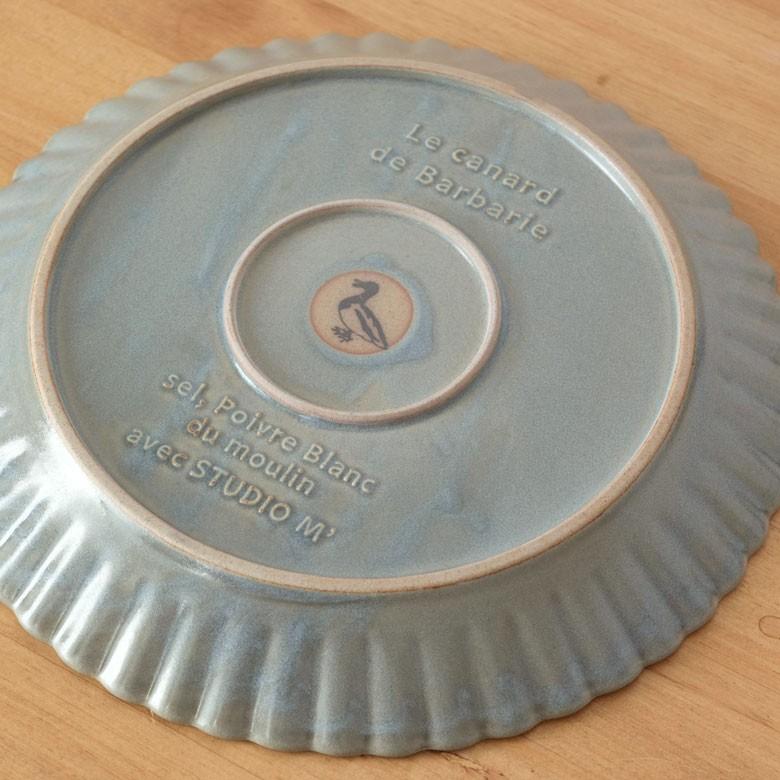 Le canard
de Barbarie
sel, Poivre Blanc
du moulin
avec STUDIO M'